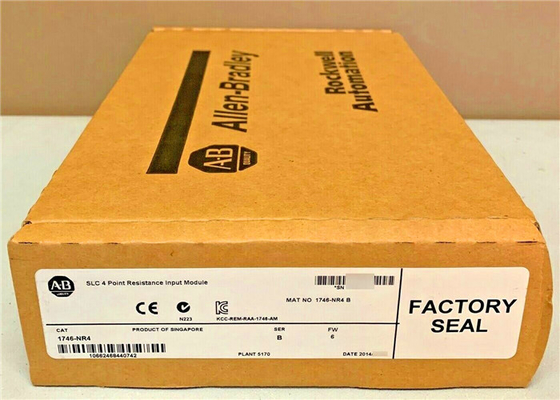 Allen-Bradley
Rockwell
Automation
AB
QUALITY
AB
SLC 4 Point Resistance Input Module
*SN
MAT NO 1746-NR4 B
CE
N223
KCC-REM-RAA-1746-AM
CAT
PRODUCT OF SINGAPORE
SER
FW
1746-NR4
B
6
10662468440742
PLANT 5170
DATE 2014
FACTORY
SEAL